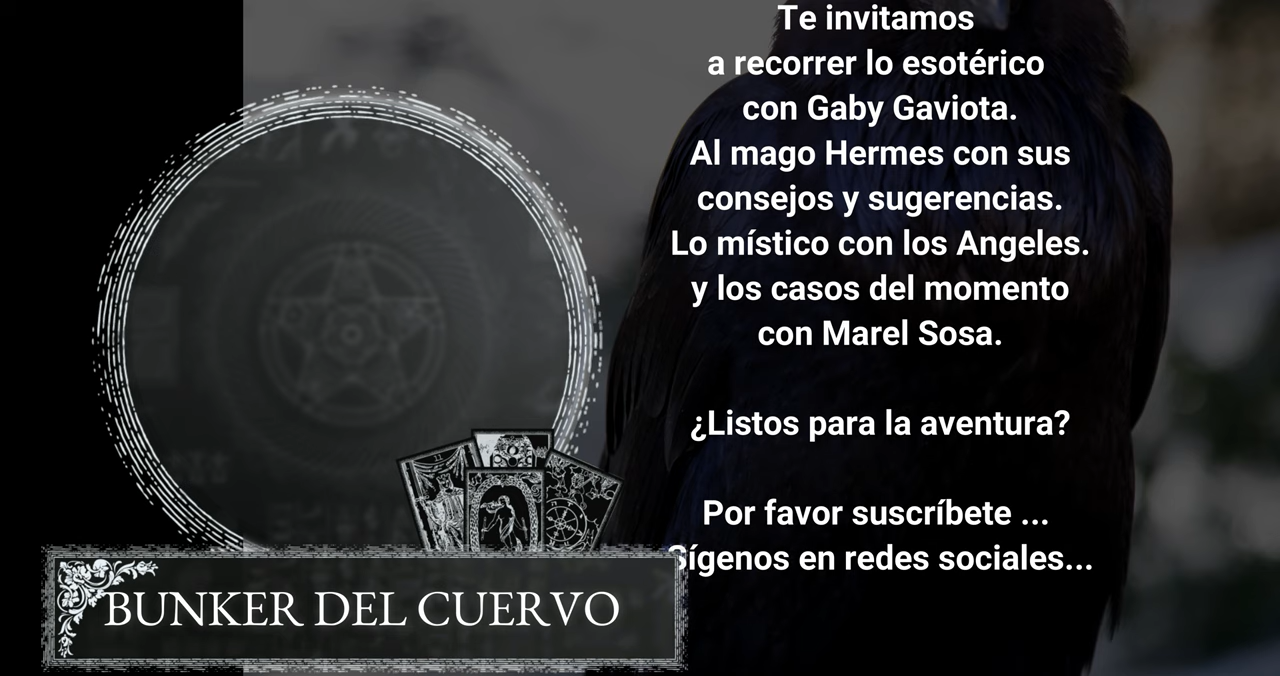 Te invitamos
a recorrer lo esotérico
con Gaby Gaviota.
Al mago Hermes con sus
consejos y sugerencias.
Lo místico con los Angeles.
y los casos del momento
con Marel Sosa.
¿Listos para la aventura?
Por favor suscríbete ...
Sígenos en redes sociales...
BUNKER DEL CUERVO